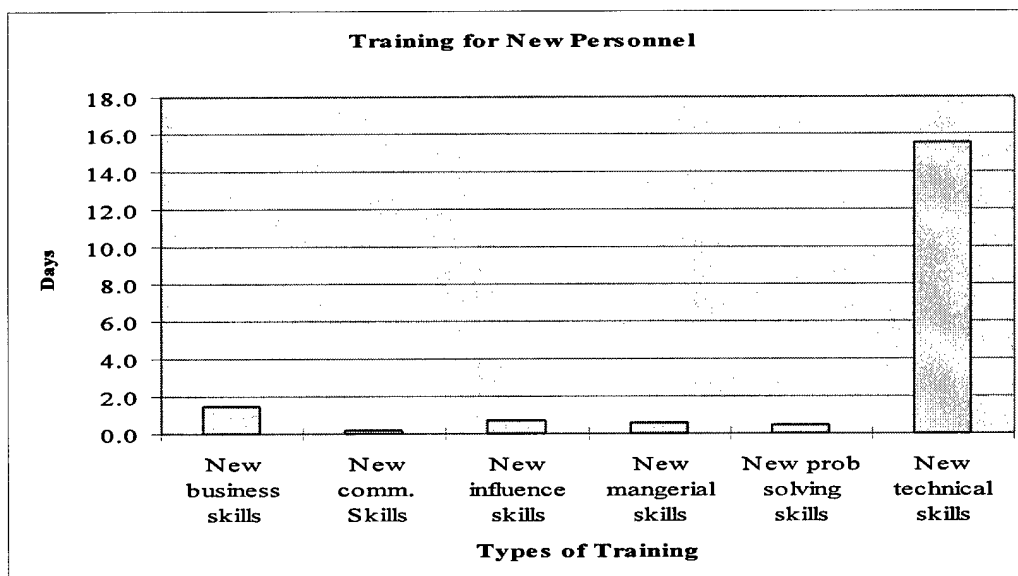 Training for New Personnel
18.0
16.0
14.0
12.0
10.0
8.0
6.0
4.0
2.0
0.0
Days
New business skills
New comm. Skills
New influence skills
New mangerial skills
New prob solving skills
New technical skills
Types of Training